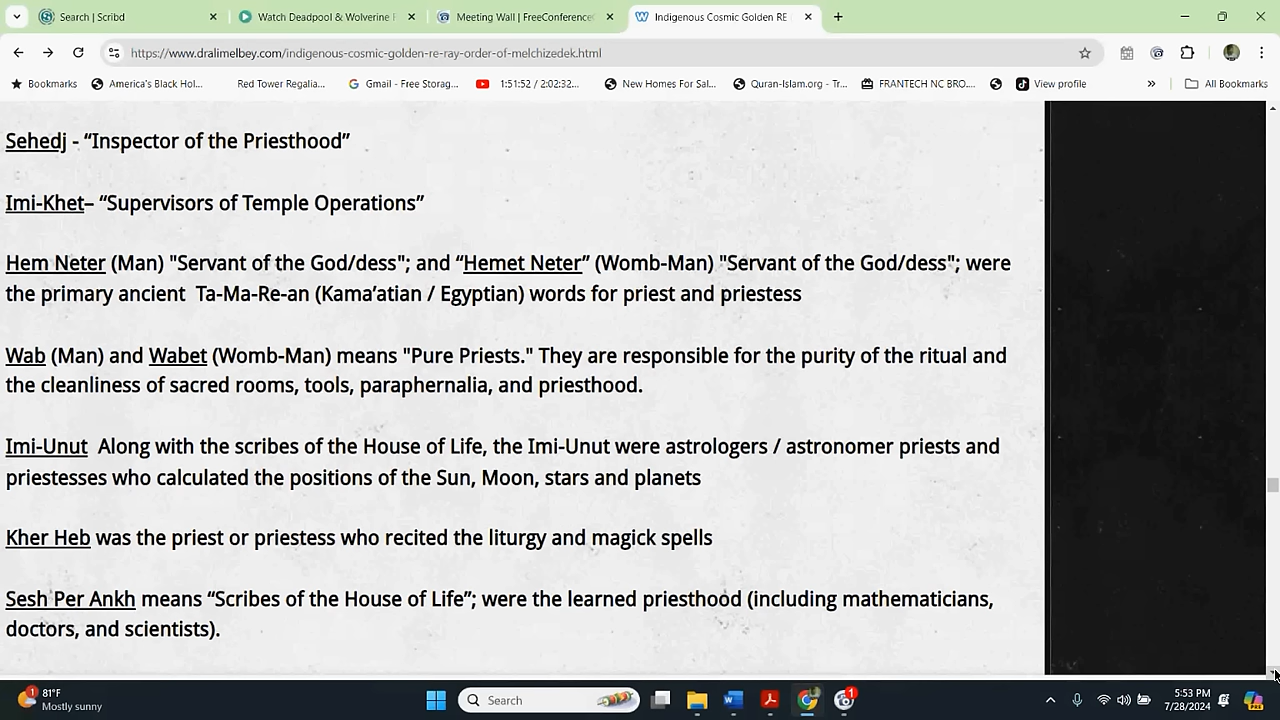 Search | Scribd
Watch Deadpool & Wolverine F
Meeting Wall | FreeConference
Indigenous Cosmic Golden RE
https://www.dralimelbey.com/indigenous-cosmic-golden-re-ray-order-of-melchizedek.html
Bookmarks
America's Black Hol...
Red Tower Regalia...
Gmail - Free Storag...
1:51:52 / 2:02:32...
New Homes For Sal...
Quran-Islam.org - Tr...
FRANTECH NC BRO...
View profile
»
All Bookmarks
Sehedj - “Inspector of the Priesthood”
Imi-Khet– “Supervisors of Temple Operations”
Hem Neter (Man) "Servant of the God/dess"; and “Hemet Neter” (Womb-Man) "Servant of the God/dess"; were
the primary ancient Ta-Ma-Re-an (Kama’atian / Egyptian) words for priest and priestess
Wab (Man) and Wabet (Womb-Man) means "Pure Priests." They are responsible for the purity of the ritual and
the cleanliness of sacred rooms, tools, paraphernalia, and priesthood.
Imi-Unut Along with the scribes of the House of Life, the Imi-Unut were astrologers / astronomer priests and
priestesses who calculated the positions of the Sun, Moon, stars and planets
Kher Heb was the priest or priestess who recited the liturgy and magick spells
Sesh Per Ankh means “Scribes of the House of Life”; were the learned priesthood (including mathematicians,
doctors, and scientists).
1
81°F
Mostly sunny
Search
1
5:53 PM
7/28/2024